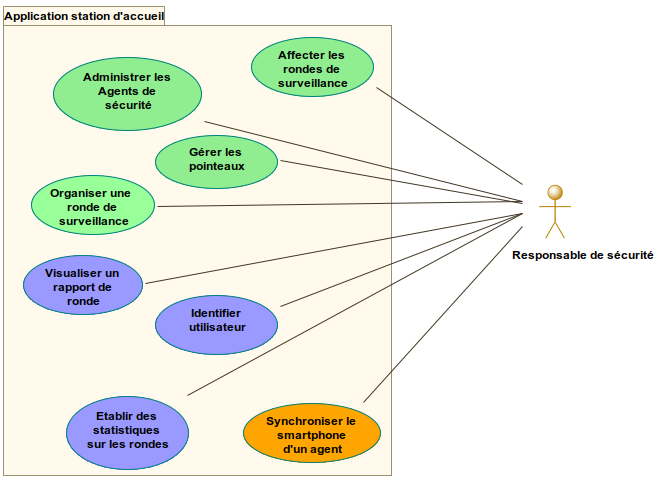 Application station d'accueil
Affecter les
rondes de
surveillance
Administrer les
Agents de
sécurité
Gérer les
pointeaux
Organiser une
ronde de
surveillance
Responsable de sécurité
Visualiser un
rapport de
ronde
Identifier
utilisateur
Etablir des
statistiques
sur les rondes
Synchroniser le
smartphone
d'un agent